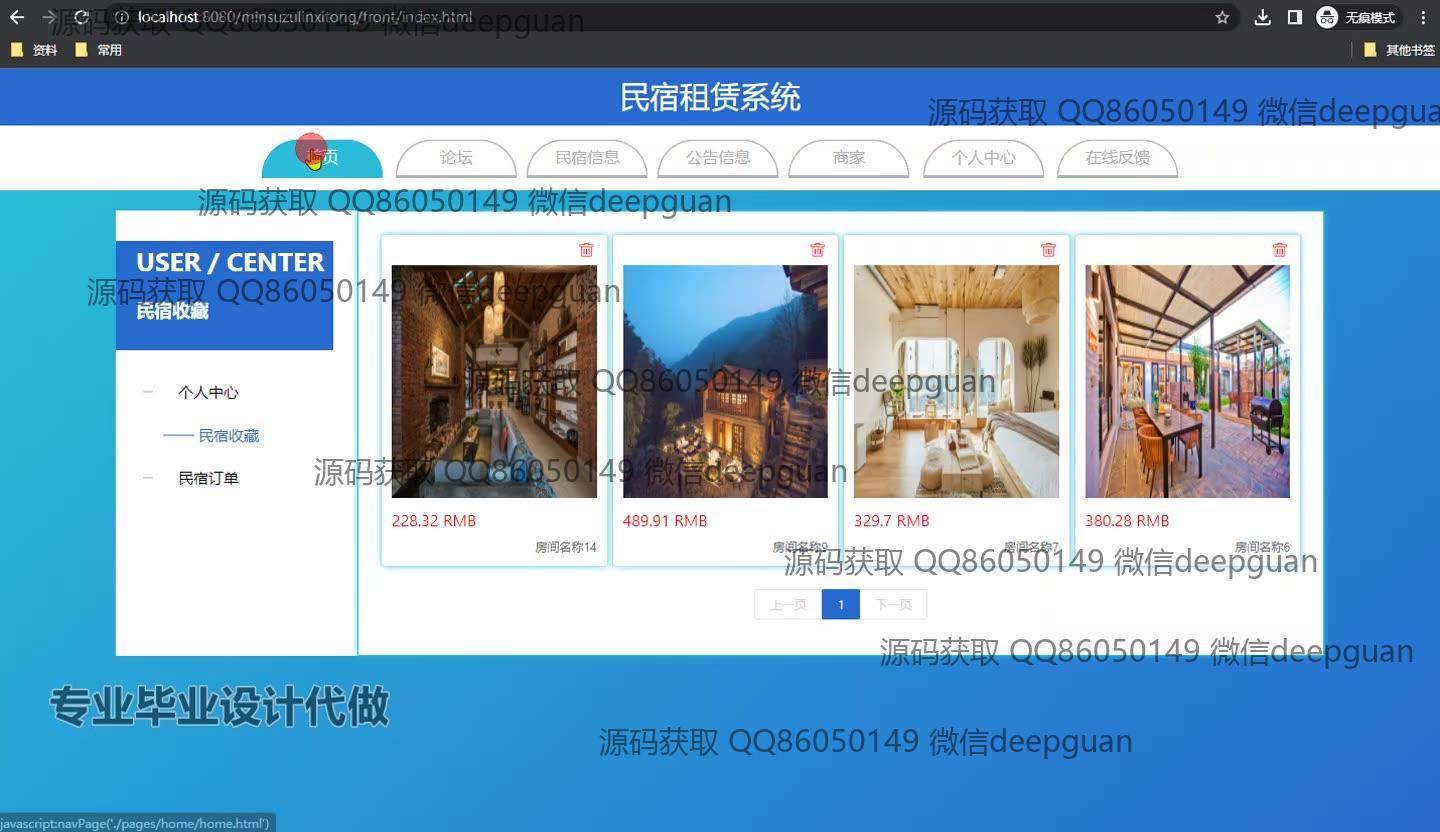 localhost:8080/minsuzulinxitong/front/index.html
无痕模式
资料
常用
其他书签
源码获取 QQ86050149 微信deepguan
民宿租赁系统
源码获取 QQ86050149 微信deepgua
页
论坛
民宿信息
公告信息
商家
个人中心
在线反馈
源码获取 QQ86050149 微信deepguan
USER / CENTER
源码获取 QQ86050149 微信deepguan
民宿收藏
个人中心
民宿收藏
民宿订单
源码获取 QQ86050149 微信deepguan
源码获取 QQ86050149 微信deepguan
228.32 RMB
489.91 RMB
329.7 RMB
380.28 RMB
房间名称14
房间名称9
房间名称7
房间名称6
源码获取 QQ86050149 微信deepguan
上一页
1
下一页
源码获取 QQ86050149 微信deepguan
专业毕业设计代做
源码获取 QQ86050149 微信deepguan
javascript:navPage('./pages/home/home.html')